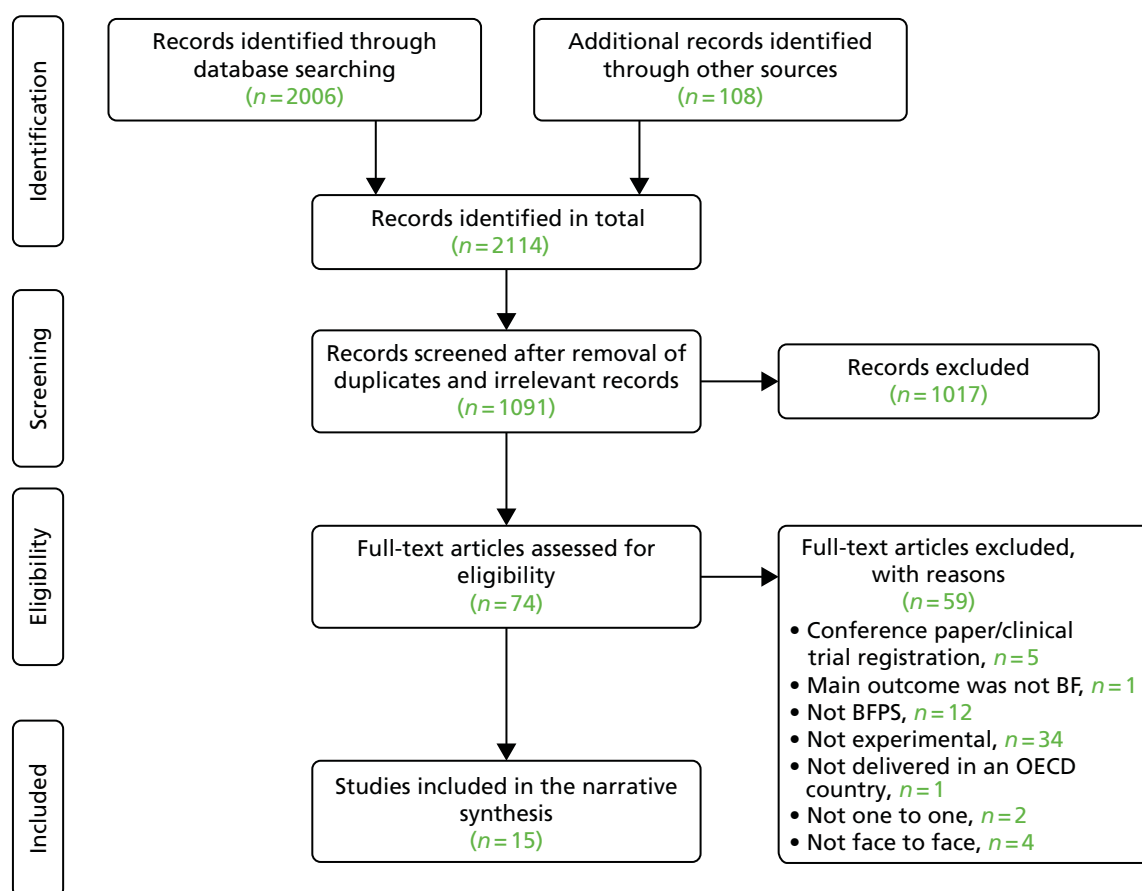 Identification
Records identified through
database searching
(n=2006)
Additional records identified
through other sources
(n=108)
Records identified in total
(n=2114)
Screening
Records screened after removal of
duplicates and irrelevant records
(n=1091)
Records excluded
(n=1017)
Eligibility
Full-text articles assessed for
eligibility
(n=74)
Full-text articles excluded,
with reasons
(n=59)
• Conference paper/clinical
trial registration, n=5
• Main outcome was not BF, n=1
• Not BFPS, n=12
• Not experimental, n=34
• Not delivered in an OECD
country, n=1
• Not one to one, n=2
• Not face to face, n=4
Included
Studies included in the narrative
synthesis
(n=15)